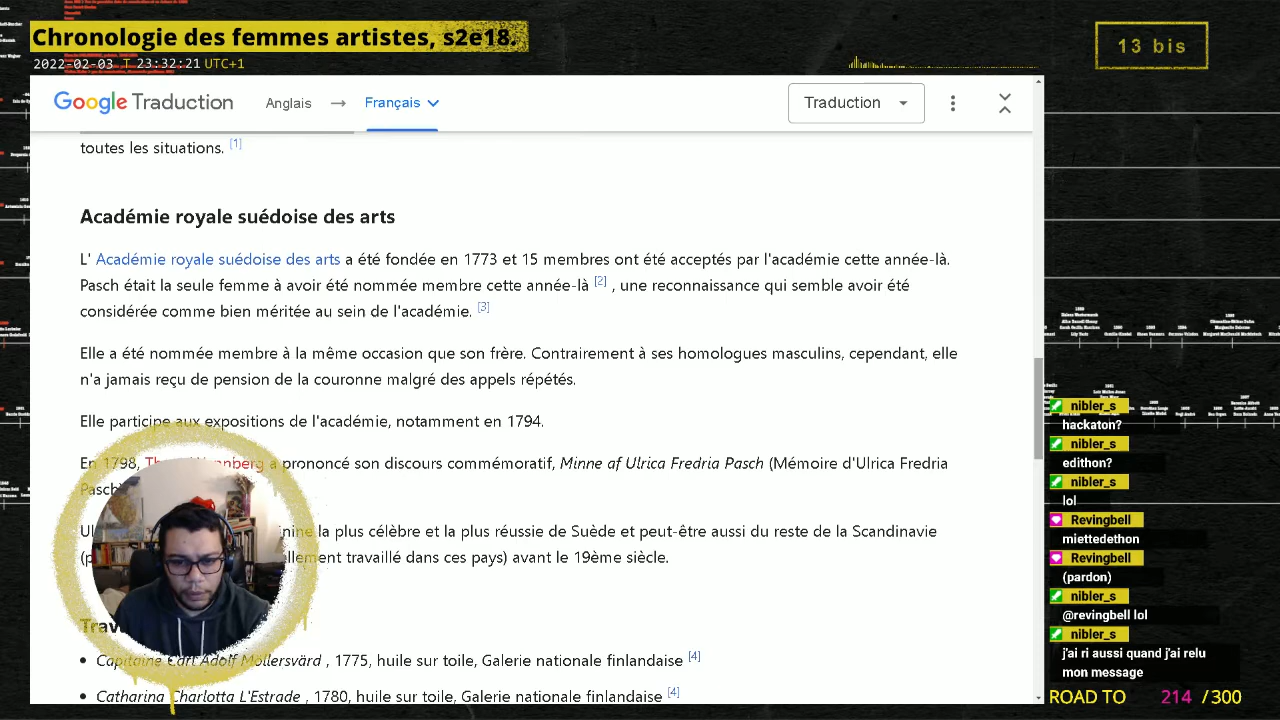 Chronologie des femmes artistes, s2e18.
2022-02-03 T 23:32:21 UTC+1
13 bis
Google Traduction Anglais → Français Traduction
toutes les situations. [1]
Académie royale suédoise des arts
L' Académie royale suédoise des arts a été fondée en 1773 et 15 membres ont été acceptés par l'académie cette année-là.
Pasch était la seule femme à avoir été nommée membre cette année-là [2] , une reconnaissance qui semble avoir été
considérée comme bien méritée au sein de l'académie. [3]
Elle a été nommée membre à la même occasion que son frère. Contrairement à ses homologues masculins, cependant, elle
n'a jamais reçu de pension de la couronne malgré des appels répétés.
Elle participe aux expositions de l'académie, notamment en 1794.
En 1798, a prononcé son discours commémoratif, Minne af Ulrica Fredria Pasch (Mémoire d'Ulrica Fredria
Pasch)
la plus célèbre et la plus réussie de Suède et peut-être aussi du reste de la Scandinavie
travaillé dans ces pays) avant le 19ème siècle.
Capitaine Carl Adolf Möllersvärd , 1775, huile sur toile, Galerie nationale finlandaise [4]
Catharina Charlotta L'Estrade , 1780, huile sur toile, Galerie nationale finlandaise [4]
nibler_s
hackaton?
nibler_s
edithon?
nibler_s
lol
Revingbell
miettedethon
Revingbell
(pardon)
nibler_s
@revingbell lol
nibler_s
j'ai ri aussi quand j'ai relu
mon message
ROAD TO 214 /300